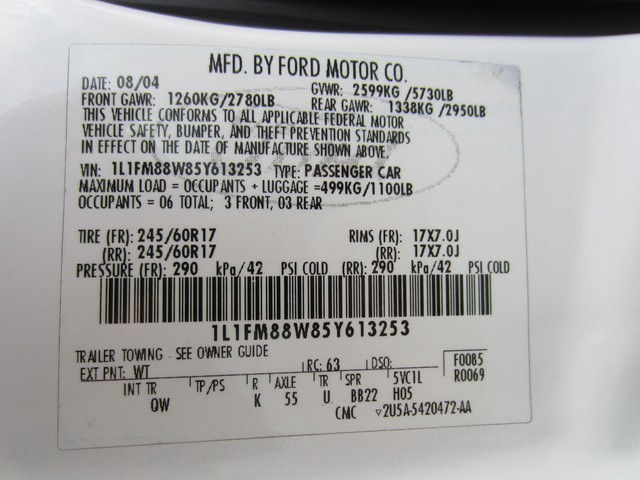 MFD. BY FORD MOTOR CO.
DATE: 08/04 GVWR: 2599KG /5730LB
FRONT GAWR: 1260KG/2780LB REAR GAWR: 1338KG /2950LB
THIS VEHICLE CONFORMS TO ALL APPLICABLE FEDERAL MOTOR
VEHICLE SAFETY, BUMPER, AND THEFT PREVENTION STANDARDS
IN EFFECT ON THE DATE OF MANUFACTURE SHOWN ABOVE.
VIN: 1L1FM88W85Y613253 TYPE: PASSENGER CAR
MAXIMUM LOAD = OCCUPANTS + LUGGAGE =499KG/1100LB
OCCUPANTS = 06 TOTAL; 3 FRONT, 03 REAR
TIRE (FR): 245/60R17 RIMS (FR): 17X7.0J
(RR): 245/60R17 (RR): 17X7.0J
PRESSURE (FR): 290 kPa/42 PSI COLD (RR): 290 kPa/42 PSI COLD
1L1FM88W85Y613253
TRAILER TOWING - SEE OWNER GUIDE
EXT PNT: WT RC: 63 DSO: F0085
R0069
INT TR TP/PS R AXLE TR SPR 5VC1L
QW K 55 U BB22 H05
CMC ▽2U5A-5420472-AA